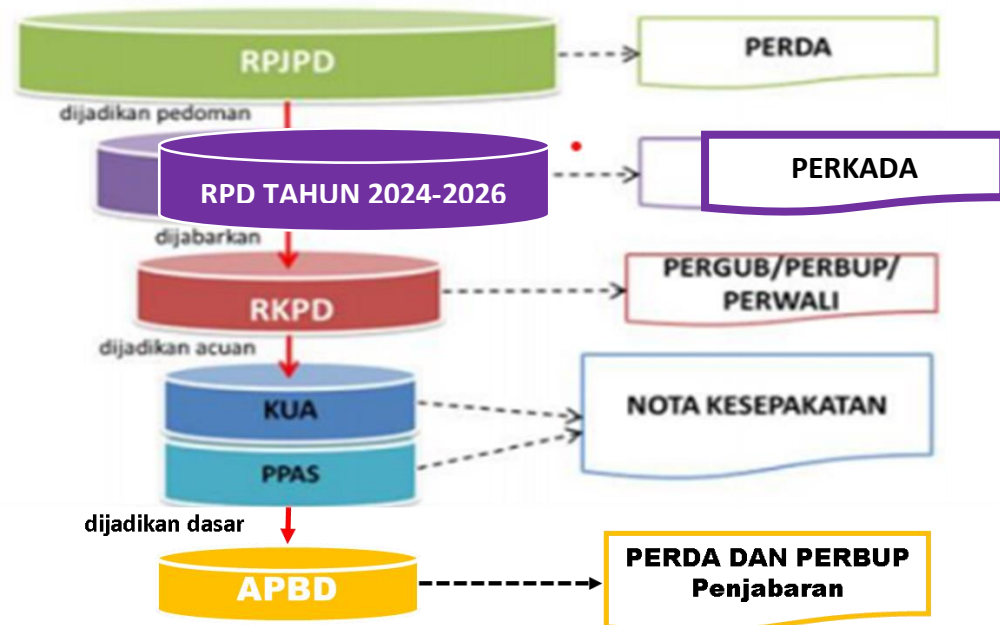 RPJPD
PERDA
dijadikan pedoman
RPD TAHUN 2024-2026
PERKADA
dijabarkan
RKPD
PERGUB/PERBUP/
PERWALI
dijadikan acuan
KUA
NOTA KESEPAKATAN
PPAS
dijadikan dasar
APBD
PERDA DAN PERBUP
Penjabaran